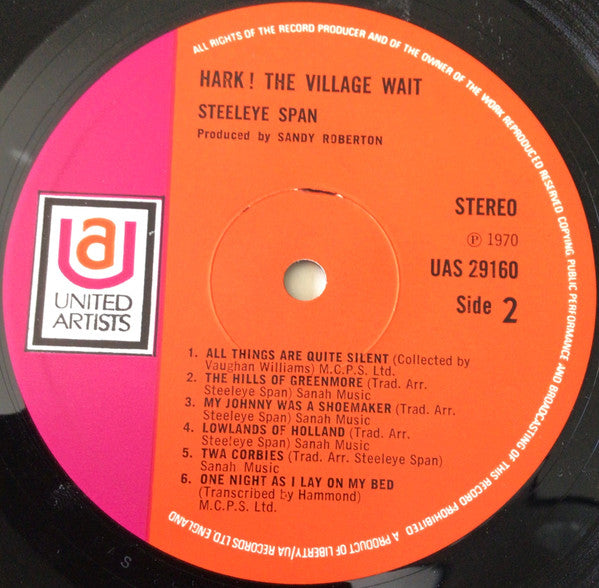 ALL RIGHTS OF THE RECORD PRODUCER AND OF THE OWNER OF THE WORK REPRODUCED RESERVED. COPYING, PUBLIC PERFORMANCE AND BROADCASTING OF THIS RECORD PROHIBITED. A PRODUCT OF LIBERTY/UA RECORDS LTD. ENGLAND
HARK! THE VILLAGE WAIT
STEELEYE SPAN
Produced by SANDY ROBERTON
STEREO
℗ 1970
UAS 29160
Side 2
ua
UNITED
ARTISTS
1. ALL THINGS ARE QUITE SILENT (Collected by
Vaughan Williams) M.C.P.S. Ltd.
2. THE HILLS OF GREENMORE (Trad. Arr.
Steeleye Span) Sanah Music
3. MY JOHNNY WAS A SHOEMAKER (Trad. Arr.
Steeleye Span) Sanah Music
4. LOWLANDS OF HOLLAND (Trad. Arr.
Steeleye Span) Sanah Music
5. TWA CORBIES (Trad. Arr. Steeleye Span)
Sanah Music
6. ONE NIGHT AS I LAY ON MY BED
(Transcribed by Hammond)
M.C.P.S. Ltd.
S